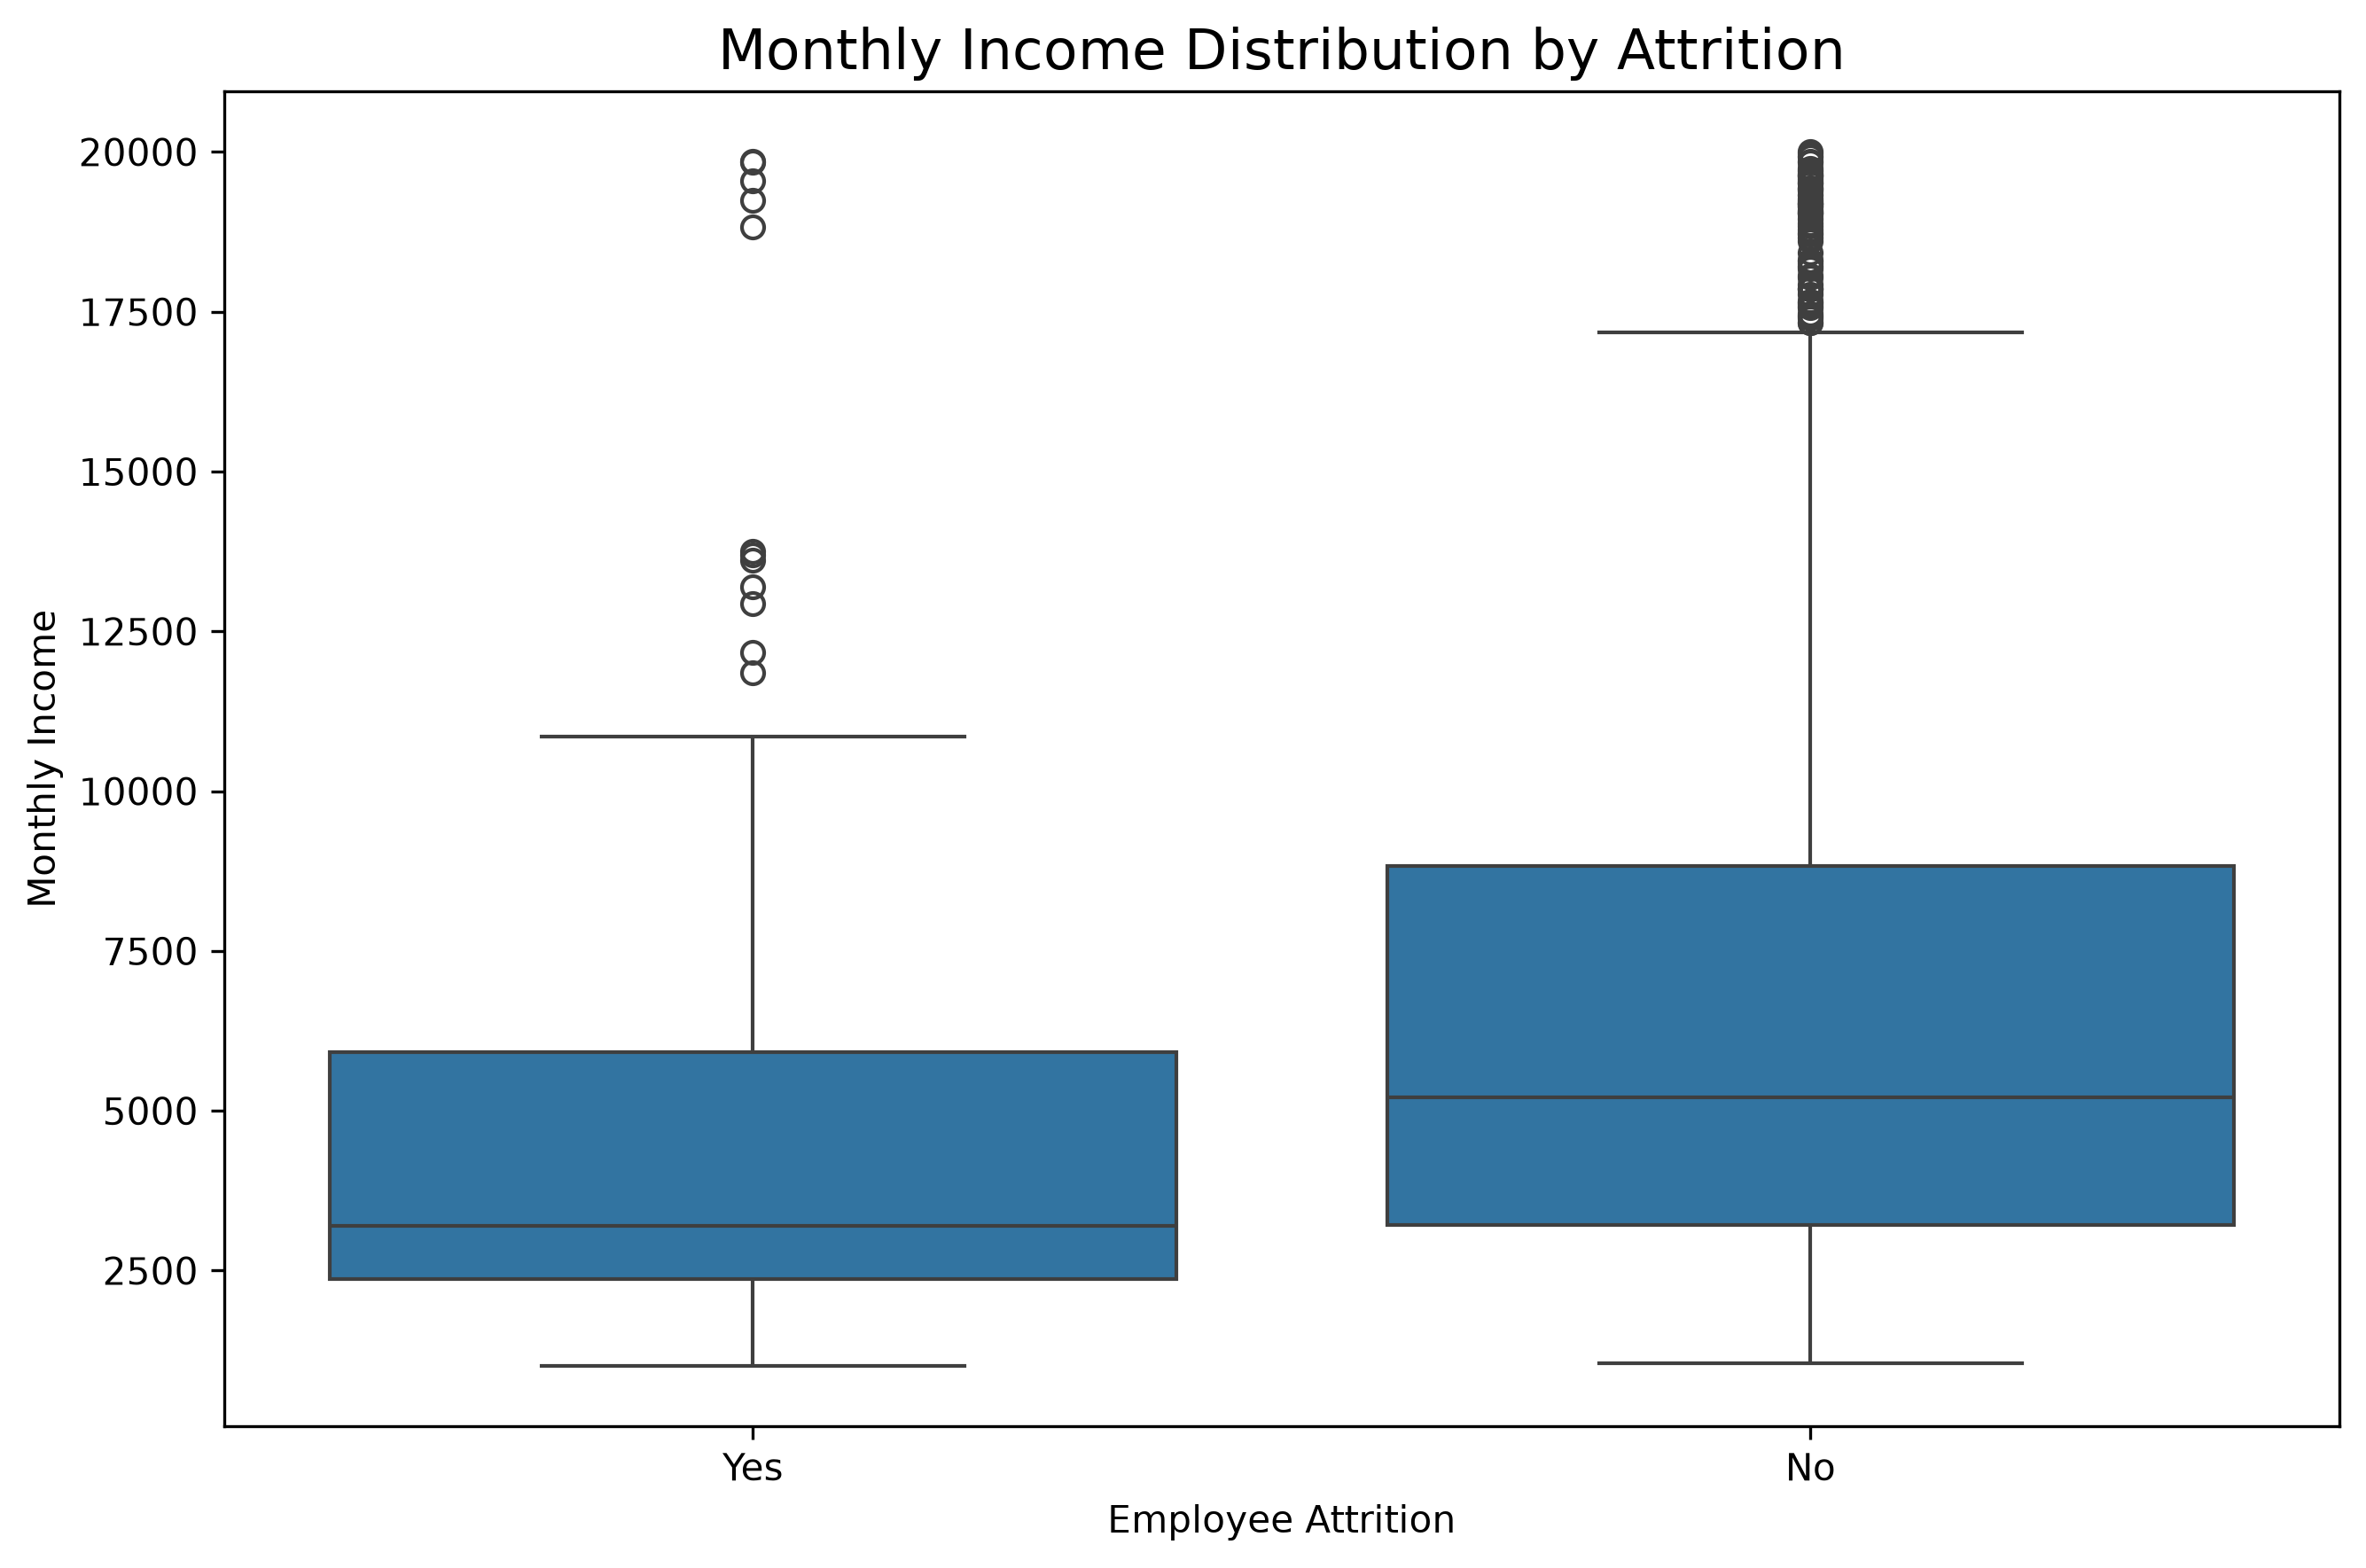 Monthly Income Distribution by Attrition
20000
17500
15000
12500
10000
7500
5000
2500
Monthly Income
Yes
No
Employee Attrition